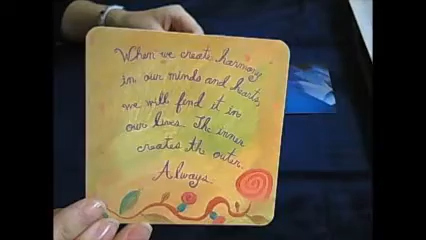 When we create harmony
in our minds and hearts,
we will find it in
our lives. The inner
creates th outer.
Always.